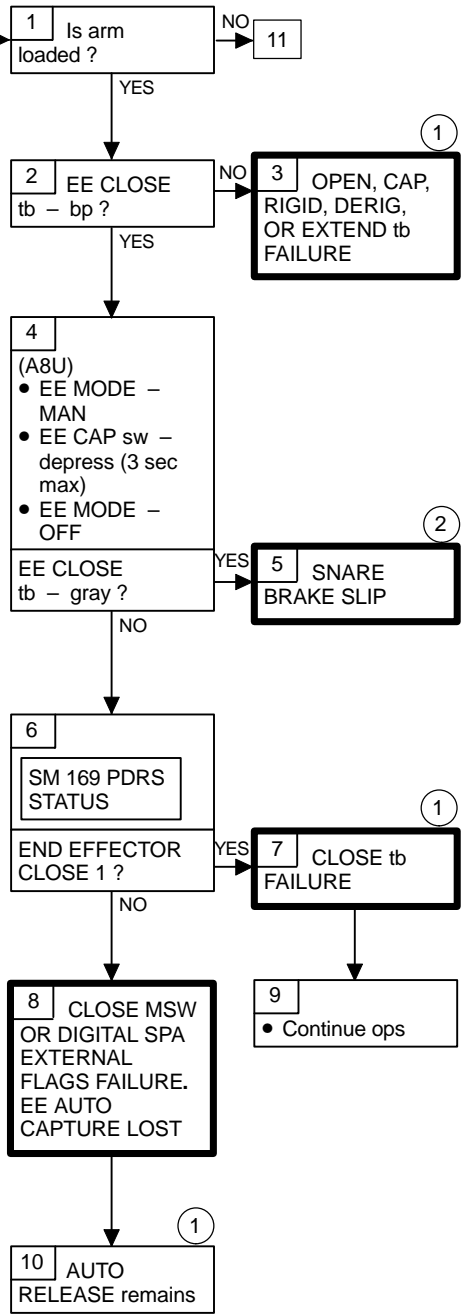 1 Is arm
loaded ?
NO
11
YES
1
2 EE CLOSE
tb – bp ?
NO
3 OPEN, CAP,
RIGID, DERIG,
OR EXTEND tb
FAILURE
YES
4
(A8U)
• EE MODE –
MAN
• EE CAP sw –
depress (3 sec
max)
• EE MODE –
OFF
EE CLOSE
tb – gray ?
YES
2
5 SNARE
BRAKE SLIP
NO
6
SM 169 PDRS
STATUS
END EFFECTOR
CLOSE 1 ?
YES
1
7 CLOSE tb
FAILURE
NO
8 CLOSE MSW
OR DIGITAL SPA
EXTERNAL
FLAGS FAILURE.
EE AUTO
CAPTURE LOST
9
• Continue ops
1
10 AUTO
RELEASE remains